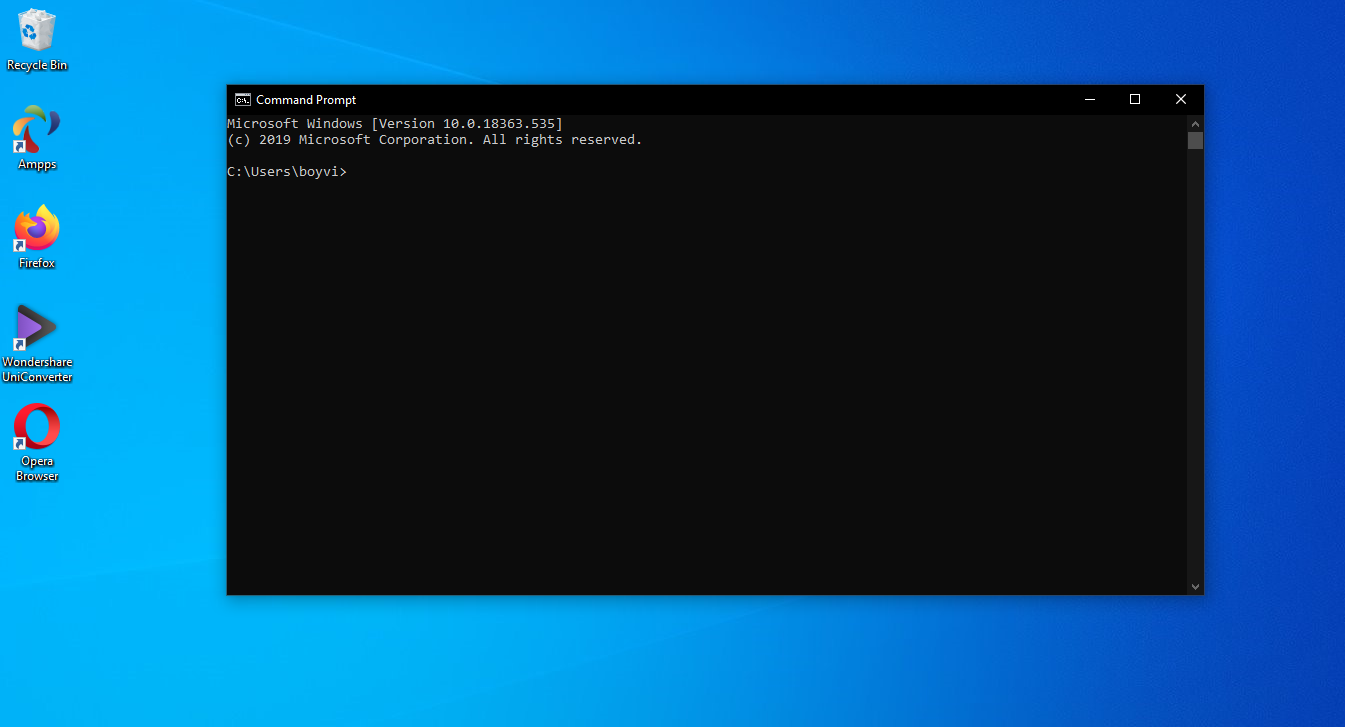 Recycle Bin
Ampps
Firefox
Wondershare
UniConverter
Opera
Browser
C:\. Command Prompt
Microsoft Windows [Version 10.0.18363.535]
(c) 2019 Microsoft Corporation. All rights reserved.
C:\Users\boyvi>